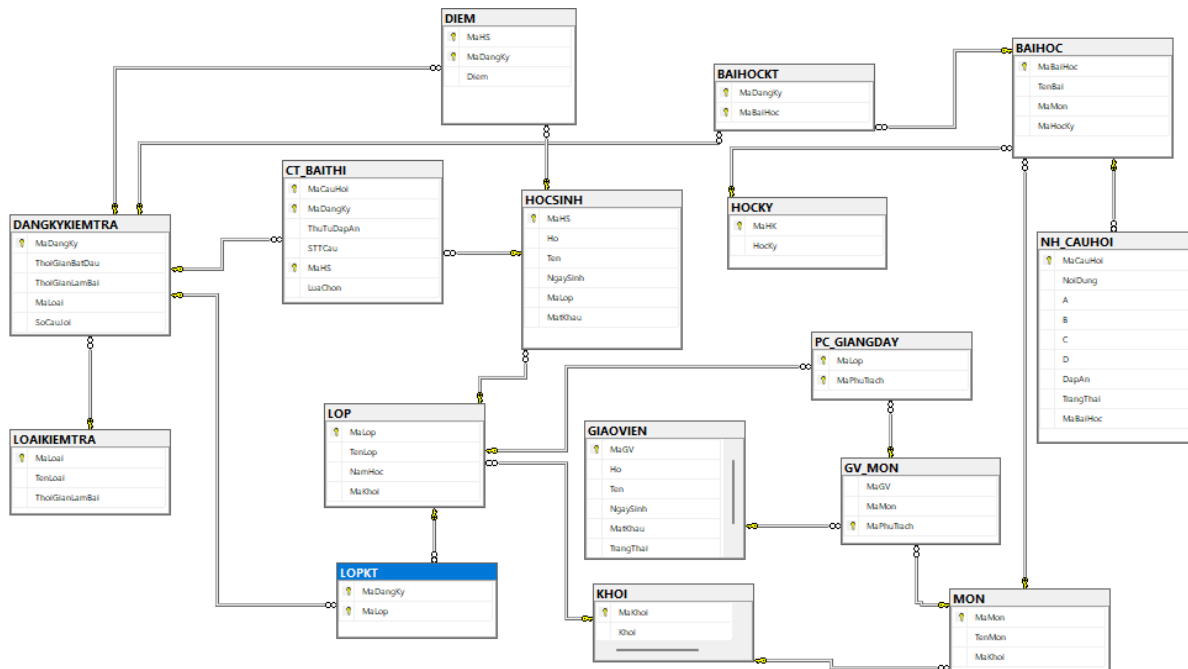 DIEM
MaHS
MaDangKy
Diem
BAIHOCKT
MaDangKy
MaBaiHoc
BAIHOC
MaBaiHoc
TenBai
MaMon
MaHocKy
CT_BAITHI
MaCauHoi
MaDangKy
ThuTuDapAn
STTCau
MaHS
LuaChon
HOCSINH
MaHS
Ho
Ten
NgaySinh
MaLop
MatKhau
HOCKY
MaHK
HocKy
DANGKYKIEMTRA
MaDangKy
ThoiGianBatDau
ThoiGianLamBai
MaLoai
SoCauJoi
NH_CAUHOI
MaCauHoi
NoiDung
A
B
C
D
DapAn
TrangThai
MaBaiHoc
PC_GIANGDAY
MaLop
MaPhuTrach
LOAIKIEMTRA
MaLoai
TenLoai
ThoiGianLamBai
LOP
MaLop
TenLop
NamHoc
MaKhoi
GIAOVIEN
MaGV
Ho
Ten
NgaySinh
MatKhau
TrangThai
GV_MON
MaGV
MaMon
MaPhuTrach
LOPKT
MaDangKy
MaLop
KHOI
MaKhoi
Khoi
MON
MaMon
TenMon
MaKhoi